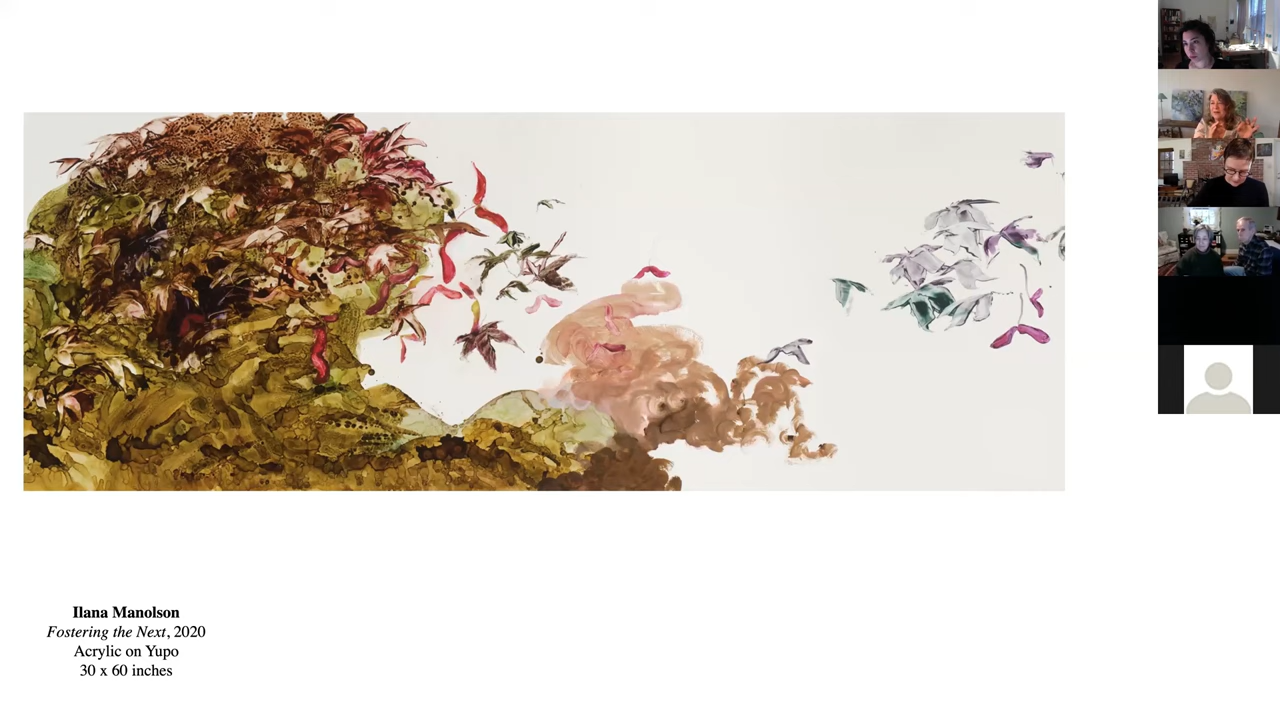 Ilana Manolson
Fostering the Next, 2020
Acrylic on Yupo
30 x 60 inches